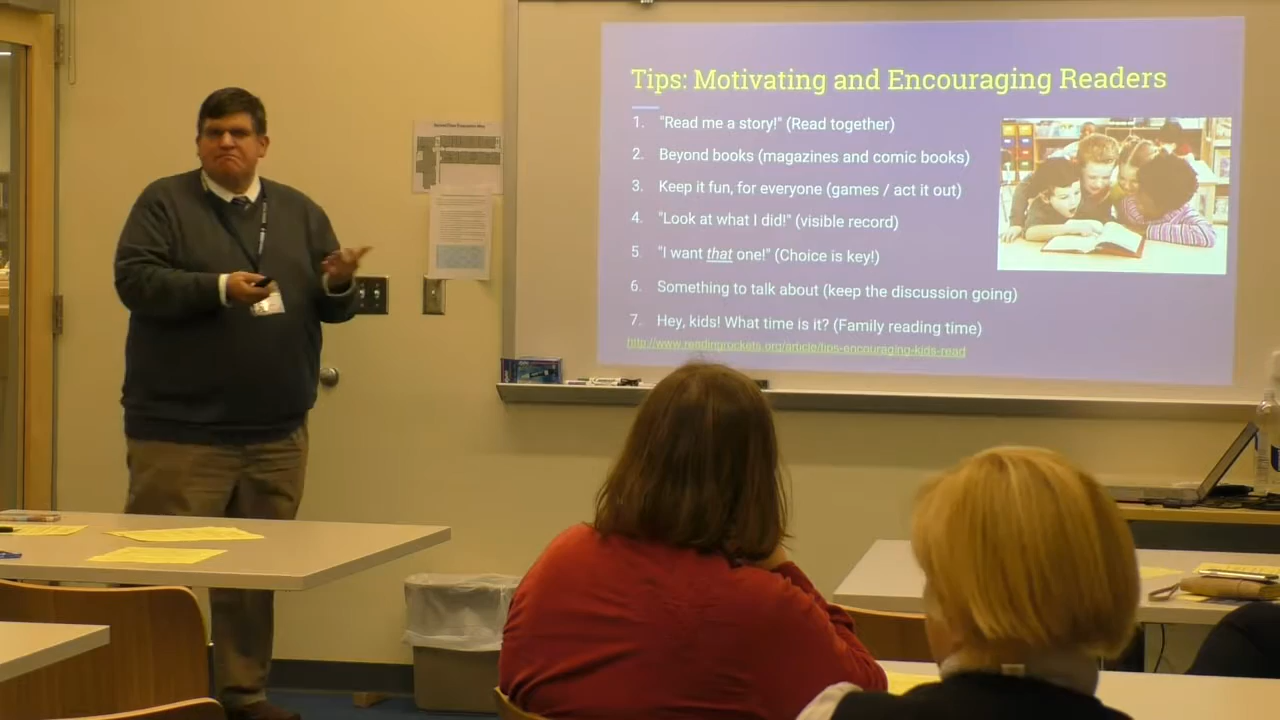 Tips: Motivating and Encouraging Readers
1. "Read me a story!" (Read together)
2. Beyond books (magazines and comic books)
3. Keep it fun, for everyone (games / act it out)
4. "Look at what I did!" (visible record)
5. "I want that one!" (Choice is key!)
6. Something to talk about (keep the discussion going)
7. Hey, kids! What time is it? (Family reading time)
http://www.readingrockets.org/article/tips-encouraging-kids-read